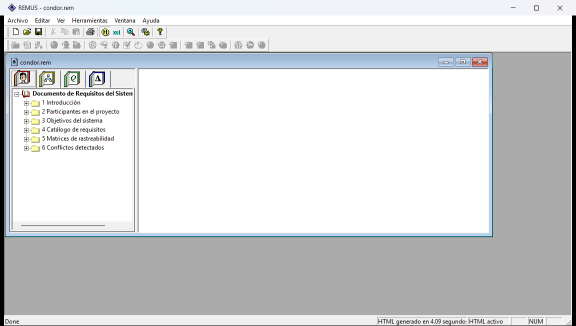 REMUS - condor.rem
Archivo Editar Ver Herramientas Ventana Ayuda
xml
condor.rem
Documento de Requisitos del Sisten
1 Introducción
2 Participantes en el proyecto
3 Objetivos del sistema
4 Catálogo de requisitos
5 Matrices de rastreabilidad
6 Conflictos detectados
Done
HTML generado en 4.09 segundo:
HTML activo
NUM